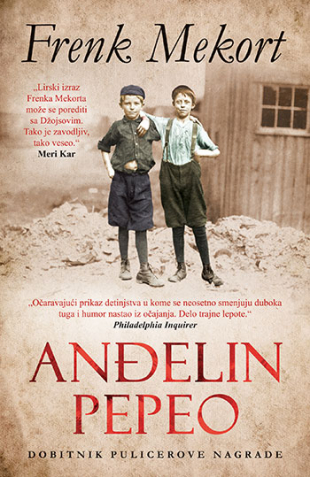 Frenk Mekort
„Lirski izraz
Frenka Mekorta
može se porediti
sa Džojsovim.
Tako je zavodljiv,
tako veseo.“
Meri Kar
„Očaravajući prikaz detinjstva u kome se neosetno smenjuju duboka
tuga i humor nastao iz očajanja. Delo trajne lepote.“
Philadelphia Inquirer
ANĐELIN
PEPEO
DOBITNIK PULICEROVE NAGRADE